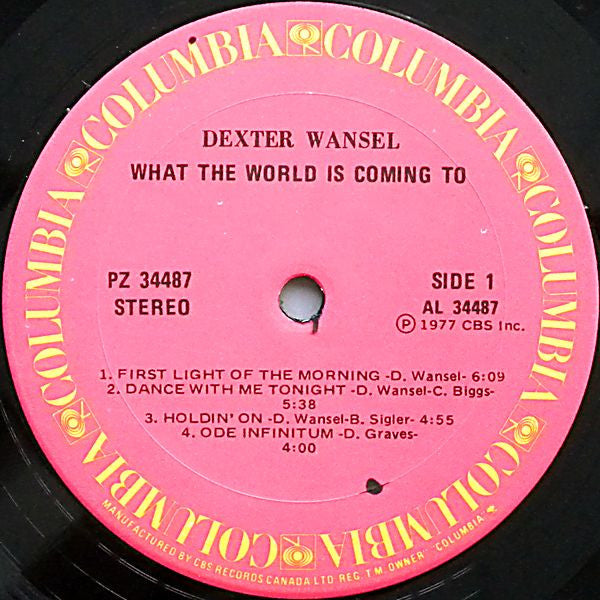 COLUMBIA COLUMBIA COLUMBIA COLUMBIA COLUMBIA COLUMBIA COLUMBIA COLUMBIA
DEXTER WANSEL
WHAT THE WORLD IS COMING TO
PZ 34487
STEREO
SIDE 1
AL 34487
Ⓟ 1977 CBS Inc.
1. FIRST LIGHT OF THE MORNING -D. Wansel- 6:09
2. DANCE WITH ME TONIGHT -D. Wansel-C. Biggs-
5:38
3. HOLDIN' ON -D. Wansel-B. Sigler- 4:55
4. ODE INFINITUM -D. Graves-
4:00
MANUFACTURED BY CBS RECORDS CANADA LTD REG. T.M. OWNER "COLUMBIA"